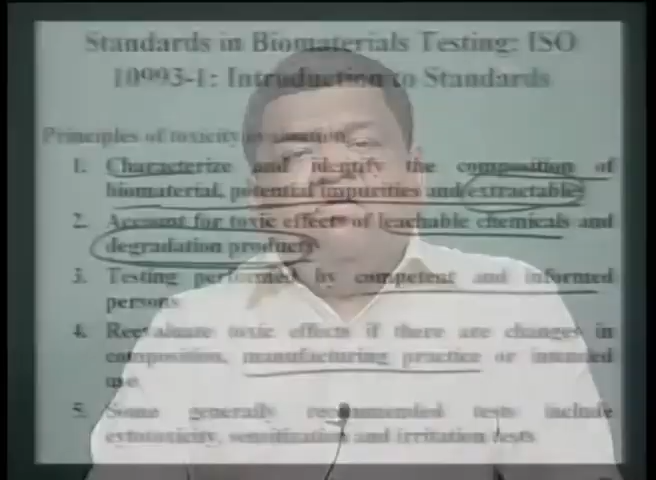 Standards in Biomaterials Testing: ISO
10993-1: Introduction to Standards
Principles of toxicity evaluation
1. Characterize and identify the composition of
biomaterial, potential impurities and extractable
2. Account for toxic effects of leachable chemicals and
degradation products
3. Testing performed by competent and informed
persons
4. Reevaluate toxic effects if there are changes in
composition, manufacturing practice or intended
use
5. Some generally recommended tests include
cytotoxicity, sensitization and irritation tests